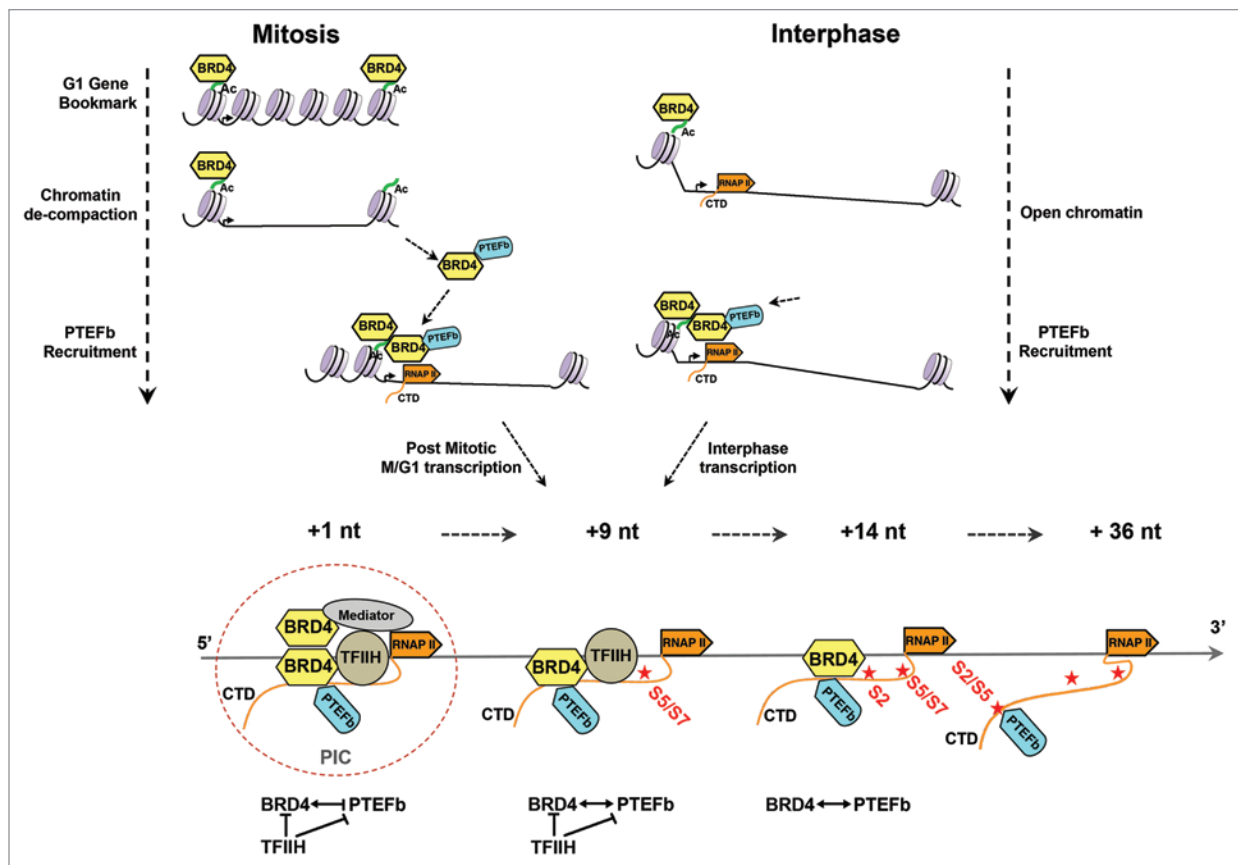 Mitosis
Interphase
G1 Gene
Bookmark
BRD4
Ac
BRD4
Ac
BRD4
Ac
Chromatin
de-compaction
BRD4
Ac
Ac
RNAP II
CTD
Open chromatin
PTEFb
BRD4
PTEFb
Recruitment
BRD4
PTEFb
BRD4
Ac
RNAP II
CTD
BRD4
PTEFb
BRD4
Ac
RNAP II
CTD
PTEFb
Recruitment
Post Mitotic
M/G1 transcription
Interphase
transcription
+1 nt
+9 nt
+14 nt
+ 36 nt
5’
3’
Mediator
BRD4
BRD4
TFIIH
RNAP II
CTD
PTEFb
PIC
BRD4
TFIIH
RNAP II
S5/S7
CTD
PTEFb
BRD4
RNAP II
S2
S5/S7
CTD
PTEFb
RNAP II
S2/S5
CTD
PTEFb
BRD4 PTEFb
TFIIH
BRD4 PTEFb
TFIIH
BRD4 PTEFb